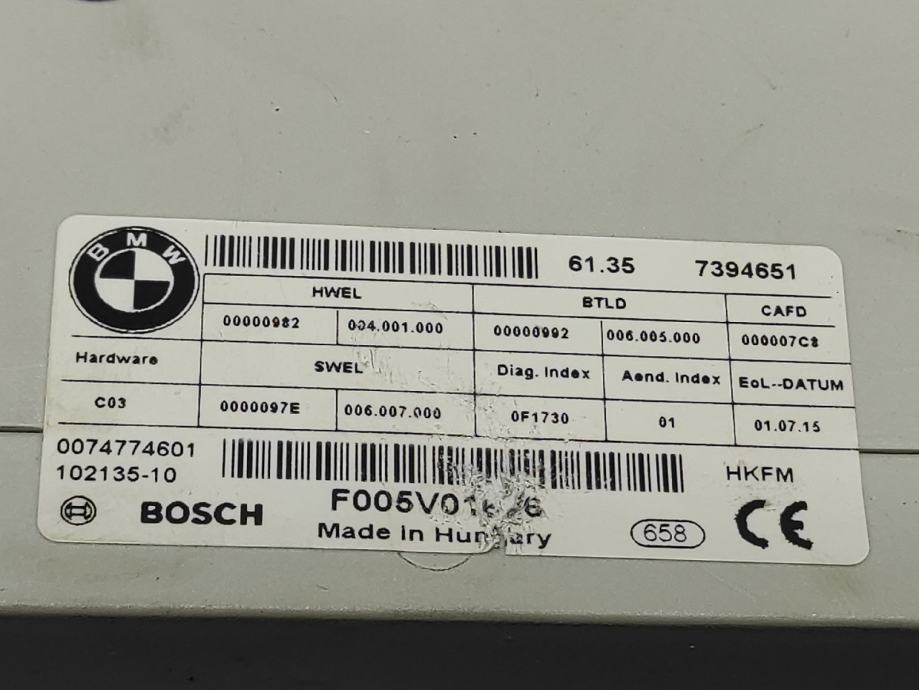 BMW
61.35 7394651
HWEL BTLD CAFD
00000982 004.001.000 00000992 006.005.000 000007C8
Hardware SWEL Diag. Index Aend. Index EoL--DATUM
C03 0000097E 006.007.000 0F1730 01 01.07.15
0074774601
102135-10 HKFM
BOSCH
Made in Hungary 658 CE